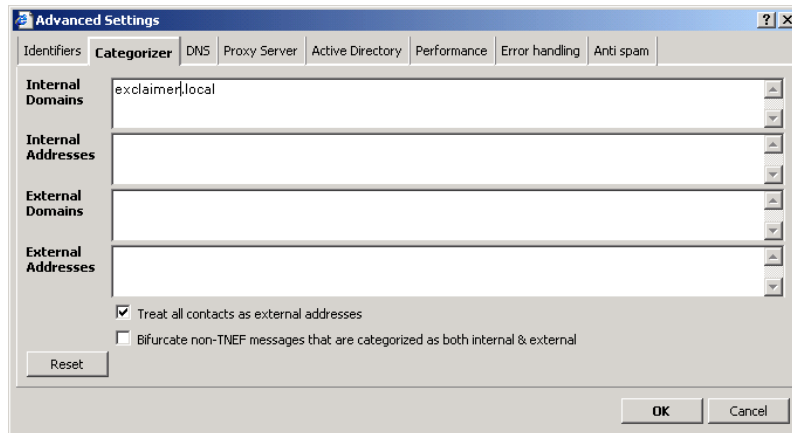 Advanced Settings
Identifiers Categorizer DNS Proxy Server Active Directory Performance Error handling Anti spam
Internal
Domains
exclaimer.local
Internal
Addresses
External
Domains
External
Addresses
Treat all contacts as external addresses
Bifurcate non-TNEF messages that are categorized as both internal & external
Reset
OK Cancel